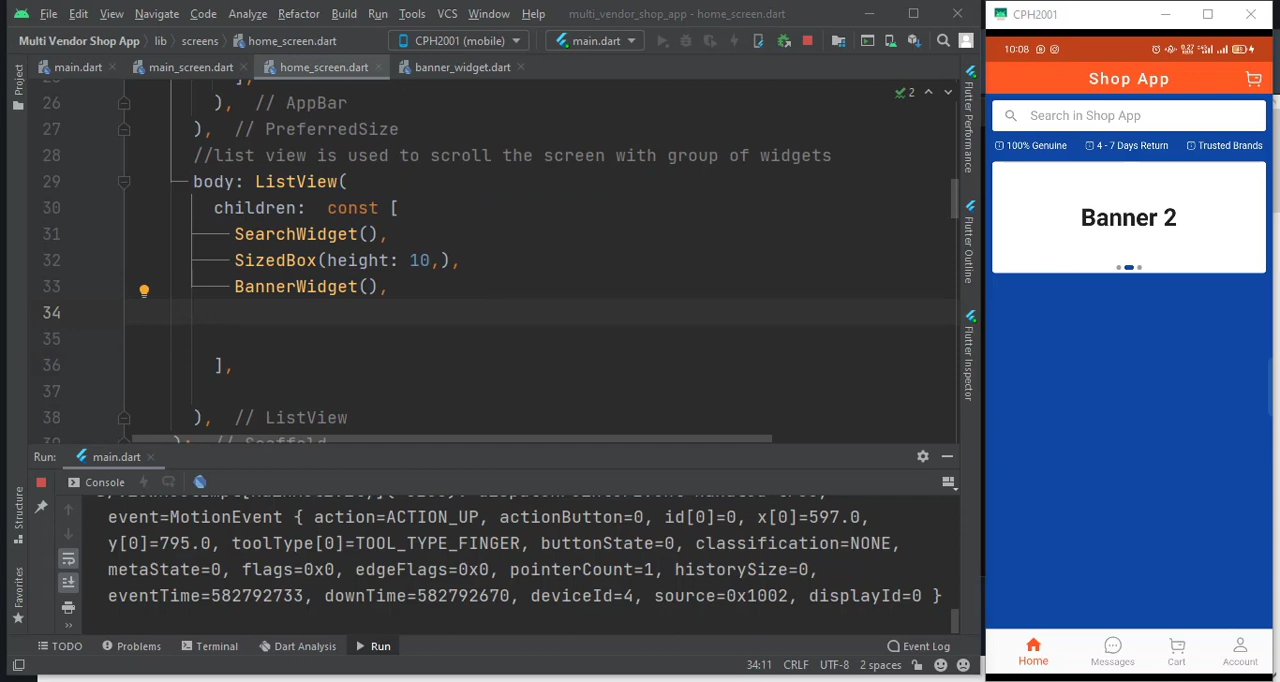 File Edit View Navigate Code Analyze Refactor Build Run Tools VCS Window Help multi_vendor_shop_app - home_screen.dart
Multi Vendor Shop App lib screens home_screen.dart CPH2001 (mobile) main.dart
main.dart main_screen.dart home_screen.dart banner_widget.dart
26 ), // AppBar
27 ), // PreferredSize
28 //list view is used to scroll the screen with group of widgets
29 body: ListView(
30 children: const [
31 SearchWidget(),
32 SizedBox(height: 10,),
33 BannerWidget(),
34
35
36 ],
37
38 ), // ListView
); // Scaffold
2
Project
Structure
Favorites
Flutter Performance
Flutter Outline
Flutter Inspector
Run: main.dart
Console
event=MotionEvent { action=ACTION_UP, actionButton=0, id[0]=0, x[0]=597.0,
y[0]=795.0, toolType[0]=TOOL_TYPE_FINGER, buttonState=0, classification=NONE,
metaState=0, flags=0x0, edgeFlags=0x0, pointerCount=1, historySize=0,
eventTime=582792733, downTime=582792670, deviceId=4, source=0x1002, displayId=0 }
TODO Problems Terminal Dart Analysis Run Event Log
34:11 CRLF UTF-8 2 spaces
CPH2001
10:08
Shop App
Search in Shop App
100% Genuine 4 - 7 Days Return Trusted Brands
Banner 2
Home Messages Cart Account